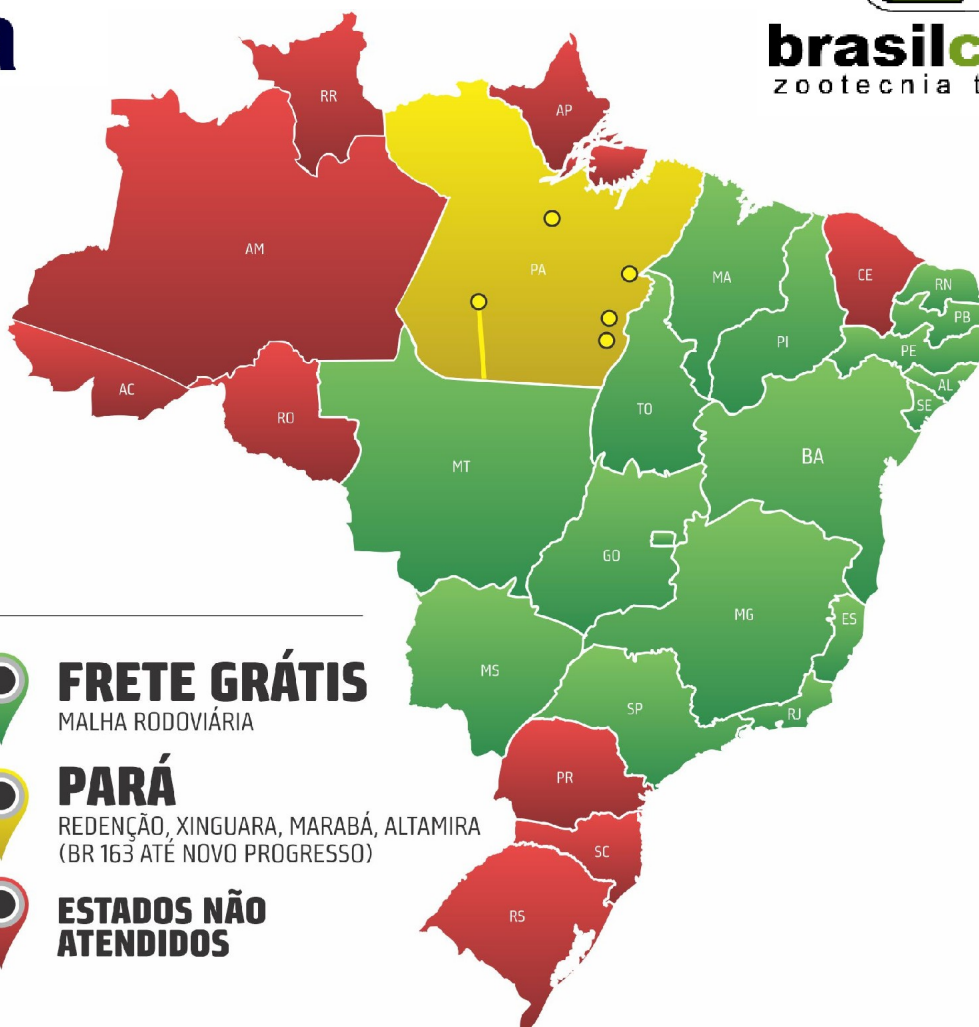 brasilc
zootecnia t
RR
AP
AM
PA
MA
CE
RN
PB
PI
PE
AL
SE
AC
RO
TO
MT
BA
GO
MG
ES
MS
SP
RJ
PR
SC
RS
FRETE GRÁTIS
MALHA RODOVIÁRIA
PARÁ
REDENÇÃO, XINGUARA, MARABÁ, ALTAMIRA
(BR 163 ATÉ NOVO PROGRESSO)
ESTADOS NÃO
ATENDIDOS